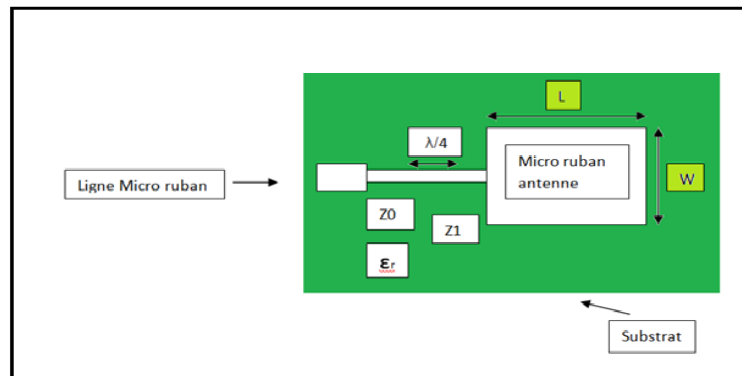 L
λ/4
Micro ruban
antenne
Ligne Micro ruban
W
Z0
Z1
εr
Substrat